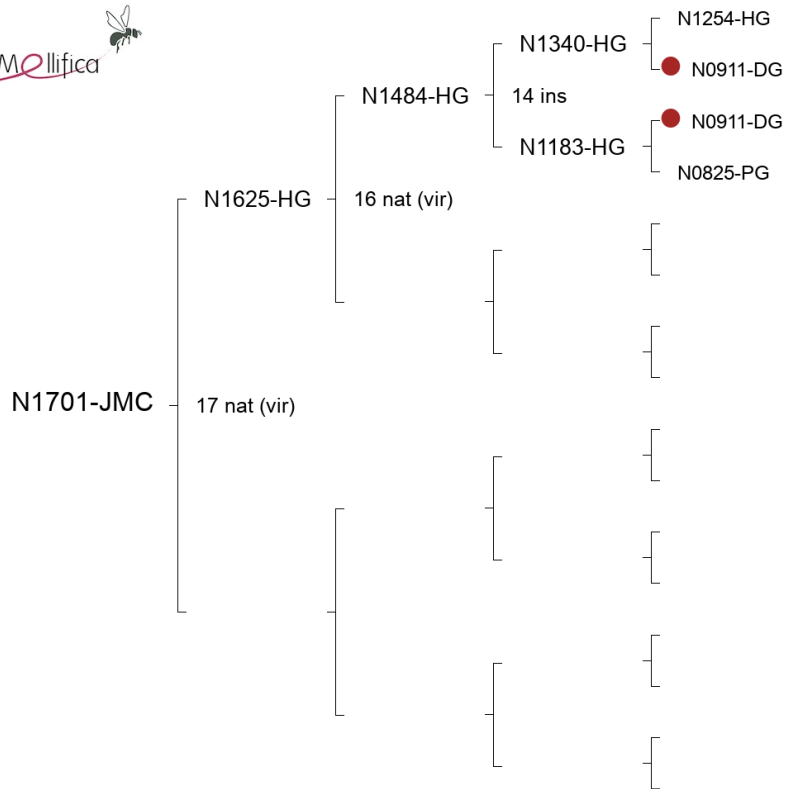 Mellifica
N1254-HG
N1340-HG
N0911-DG
N1484-HG
14 ins
N0911-DG
N1183-HG
N0825-PG
N1625-HG
16 nat (vir)
N1701-JMC
17 nat (vir)